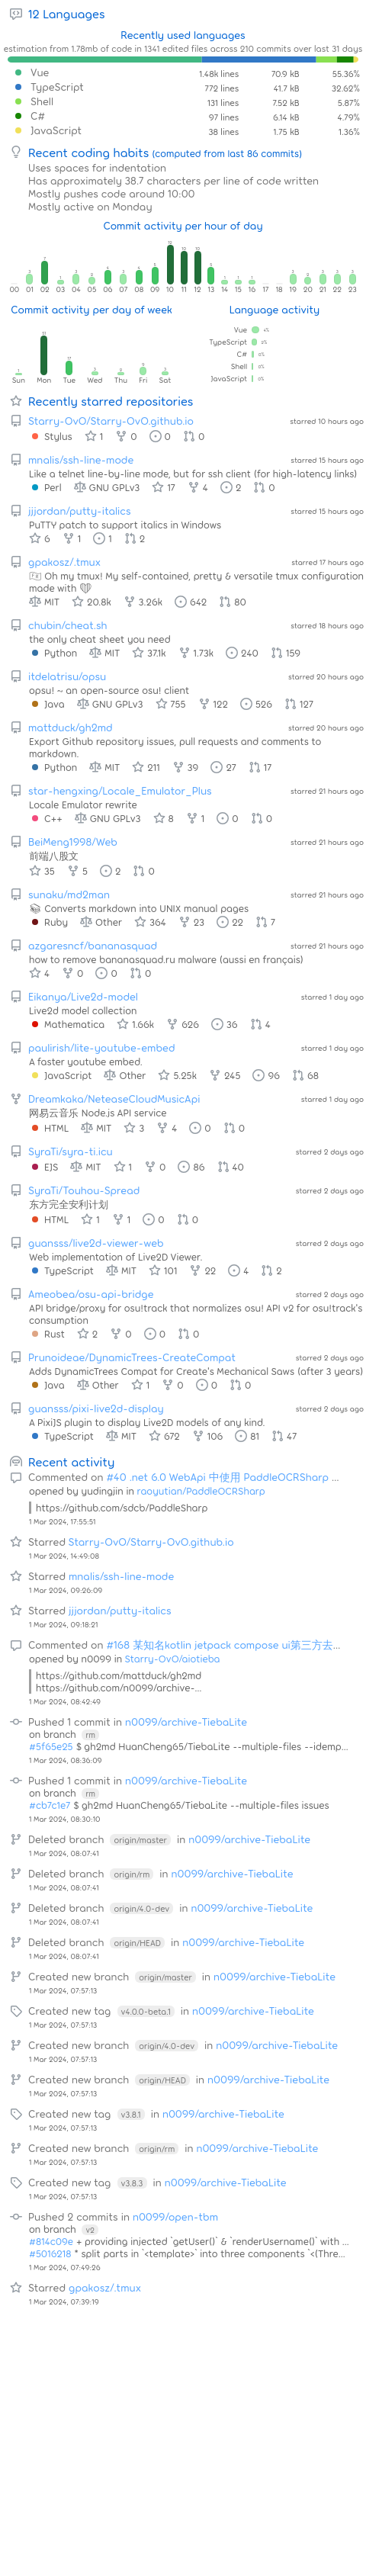 12 Languages
Recently used languages
estimation from 1.78mb of code in 1341 edited files across 210 commits over last 31 days
Vue 1.48k lines 70.9 kB 55.36%
TypeScript 772 lines 41.7 kB 32.62%
Shell 131 lines 7.52 kB 5.87%
C# 97 lines 6.14 kB 4.79%
JavaScript 38 lines 1.75 kB 1.36%
Recent coding habits (computed from last 86 commits)
Uses spaces for indentation
Has approximately 38.7 characters per line of code written
Mostly pushes code around 10:00
Mostly active on Monday
Commit activity per hour of day
00 01 02 03 04 05 06 07 08 09 10 11 12 13 14 15 16 17 18 19 20 21 22 23
Commit activity per day of week
Language activity
Vue
TypeScript
C#
Shell
JavaScript
Sun Mon Tue Wed Thu Fri Sat
Recently starred repositories
Starry-OvO/Starry-OvO.github.io starred 10 hours ago
Stylus 1 0 0 0
mnalis/ssh-line-mode starred 15 hours ago
Like a telnet line-by-line mode, but for ssh client (for high-latency links)
Perl GNU GPLv3 17 4 2 0
jjjordan/putty-italics starred 15 hours ago
PuTTY patch to support italics in Windows
6 1 1 2
gpakosz/.tmux starred 17 hours ago
🇫🇷 Oh my tmux! My self-contained, pretty & versatile tmux configuration
made with ❤️
MIT 20.8k 3.26k 642 80
chubin/cheat.sh starred 18 hours ago
the only cheat sheet you need
Python MIT 37.1k 1.73k 240 159
itdelatrisu/opsu starred 20 hours ago
opsu! ~ an open-source osu! client
Java GNU GPLv3 755 122 526 127
mattduck/gh2md starred 20 hours ago
Export Github repository issues, pull requests and comments to
markdown.
Python MIT 211 39 27 17
star-hengxing/Locale_Emulator_Plus starred 21 hours ago
Locale Emulator rewrite
C++ GNU GPLv3 8 1 0 0
BeiMeng1998/Web starred 21 hours ago
前端八股文
35 5 2 0
sunaku/md2man starred 21 hours ago
📚 Converts markdown into UNIX manual pages
Ruby Other 364 23 22 7
azgaresncf/bananasquad starred 21 hours ago
how to remove bananasquad.ru malware (aussi en français)
4 0 0 0
Eikanya/Live2d-model starred 1 day ago
Live2d model collection
Mathematica 1.66k 626 36 4
paulirish/lite-youtube-embed starred 1 day ago
A faster youtube embed.
JavaScript Other 5.25k 245 96 68
Dreamkaka/NeteaseCloudMusicApi starred 1 day ago
网易云音乐 Node.js API service
HTML MIT 3 4 0 0
SyraTi/syra-ti.icu starred 2 days ago
EJS MIT 1 0 86 40
SyraTi/Touhou-Spread starred 2 days ago
东方完全安利计划
HTML 1 1 0 0
guansss/live2d-viewer-web starred 2 days ago
Web implementation of Live2D Viewer.
TypeScript MIT 101 22 4 2
Ameobea/osu-api-bridge starred 2 days ago
API bridge/proxy for osu!track that normalizes osu! API v2 for osu!track's
consumption
Rust 2 0 0 0
Prunoideae/DynamicTrees-CreateCompat starred 2 days ago
Adds DynamicTrees Compat for Create's Mechanical Saws (after 3 years)
Java Other 1 0 0 0
guansss/pixi-live2d-display starred 2 days ago
A PixiJS plugin to display Live2D models of any kind.
TypeScript MIT 672 106 81 47
Recent activity
Commented on #40 .net 6.0 WebApi 中使用 PaddleOCRSharp ...
opened by yudingjin in raoyutian/PaddleOCRSharp
https://github.com/sdcb/PaddleSharp
1 Mar 2024, 17:55:51
Starred Starry-OvO/Starry-OvO.github.io
1 Mar 2024, 14:49:08
Starred mnalis/ssh-line-mode
1 Mar 2024, 09:26:09
Starred jjjordan/putty-italics
1 Mar 2024, 09:18:21
Commented on #168 某知名kotlin jetpack compose ui第三方去...
opened by n0099 in Starry-OvO/aiotieba
https://github.com/mattduck/gh2md
https://github.com/n0099/archive-...
1 Mar 2024, 08:42:49
Pushed 1 commit in n0099/archive-TiebaLite
on branch rm
#5f65e25 $ gh2md HuanCheng65/TiebaLite --multiple-files --idemp...
1 Mar 2024, 08:36:09
Pushed 1 commit in n0099/archive-TiebaLite
on branch rm
#cb7c1e7 $ gh2md HuanCheng65/TiebaLite --multiple-files issues
1 Mar 2024, 08:30:10
Deleted branch origin/master in n0099/archive-TiebaLite
1 Mar 2024, 08:07:41
Deleted branch origin/rm in n0099/archive-TiebaLite
1 Mar 2024, 08:07:41
Deleted branch origin/4.0-dev in n0099/archive-TiebaLite
1 Mar 2024, 08:07:41
Deleted branch origin/HEAD in n0099/archive-TiebaLite
1 Mar 2024, 08:07:41
Created new branch origin/master in n0099/archive-TiebaLite
1 Mar 2024, 07:57:13
Created new tag v4.0.0-beta.1 in n0099/archive-TiebaLite
1 Mar 2024, 07:57:13
Created new branch origin/4.0-dev in n0099/archive-TiebaLite
1 Mar 2024, 07:57:13
Created new branch origin/HEAD in n0099/archive-TiebaLite
1 Mar 2024, 07:57:13
Created new tag v3.8.1 in n0099/archive-TiebaLite
1 Mar 2024, 07:57:13
Created new branch origin/rm in n0099/archive-TiebaLite
1 Mar 2024, 07:57:13
Created new tag v3.8.3 in n0099/archive-TiebaLite
1 Mar 2024, 07:57:13
Pushed 2 commits in n0099/open-tbm
on branch v2
#814c09e + providing injected `getUser()` & `renderUsername()` with ...
#5016218 * split parts in `<template>` into three components `<(Thre...
1 Mar 2024, 07:49:26
Starred gpakosz/.tmux
1 Mar 2024, 07:39:19